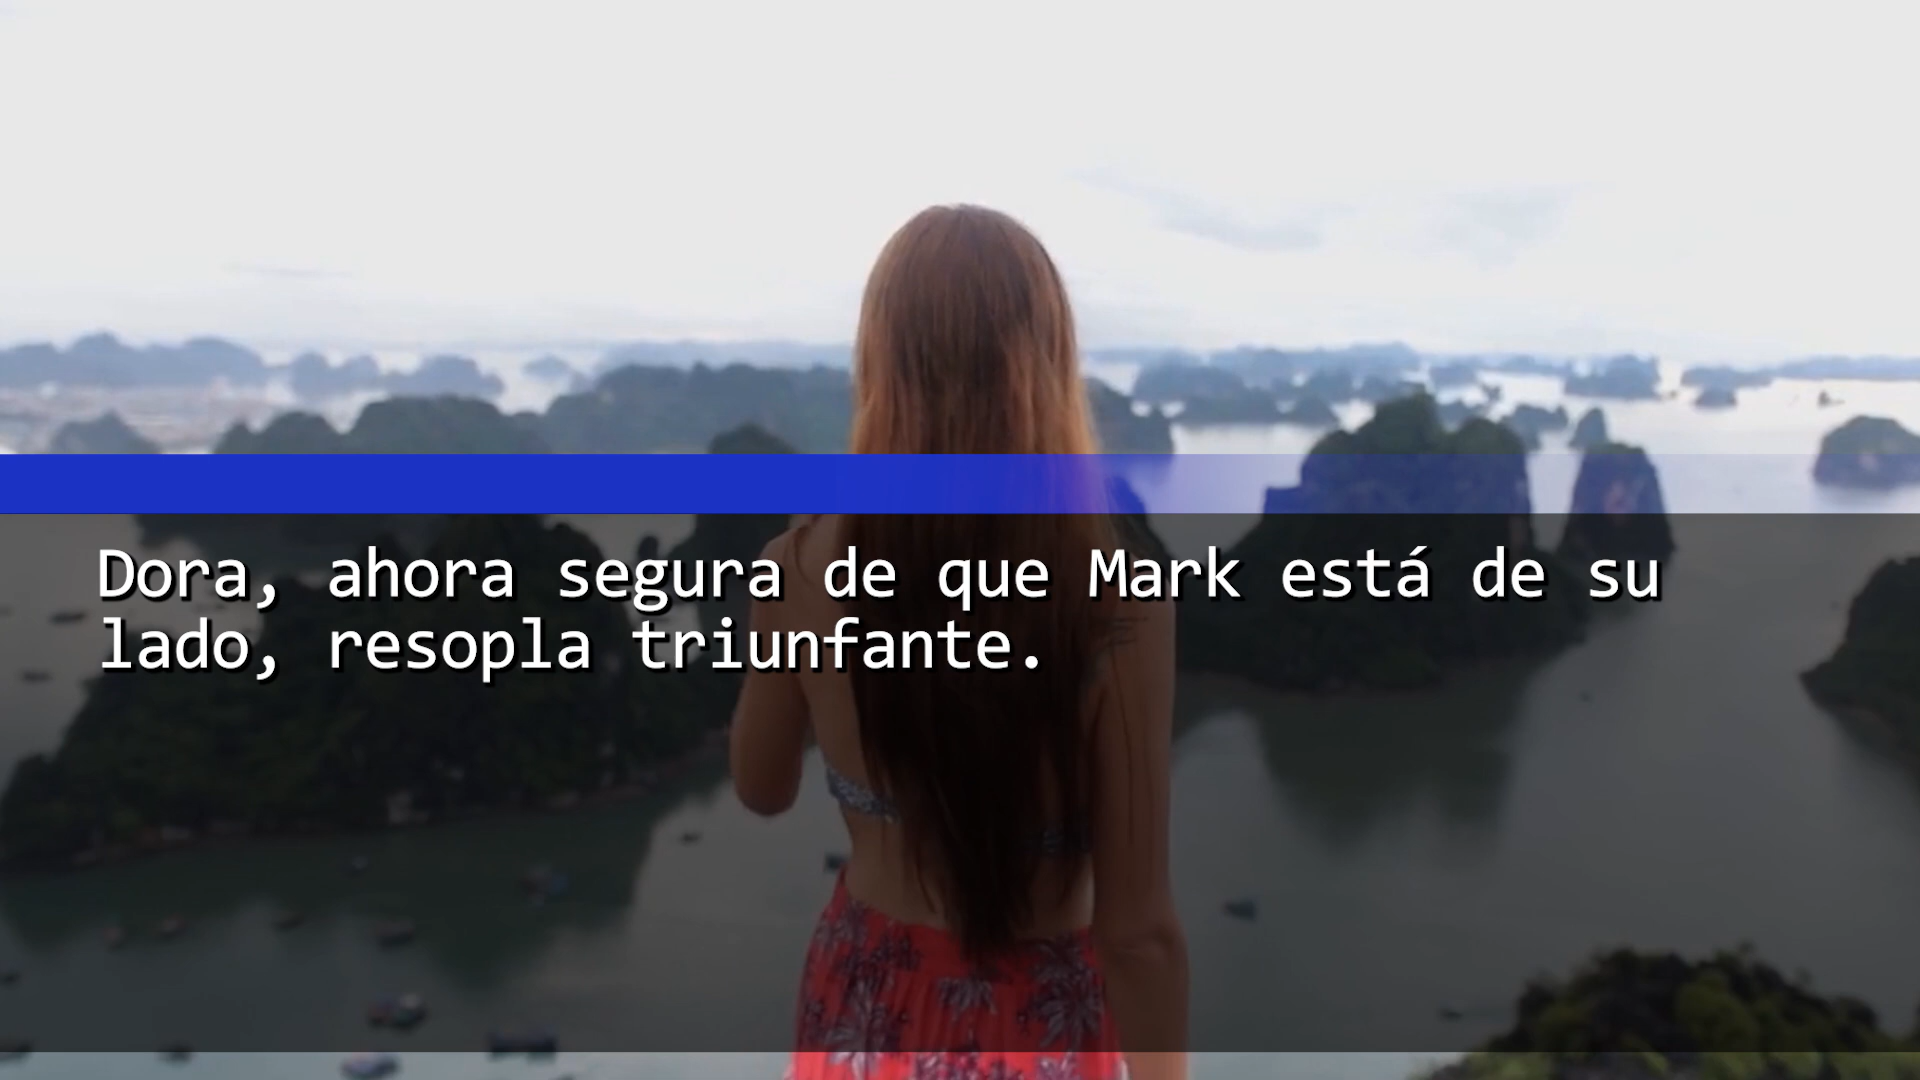 Dora, ahora segura de que Mark está de su
lado, resopla triunfante.